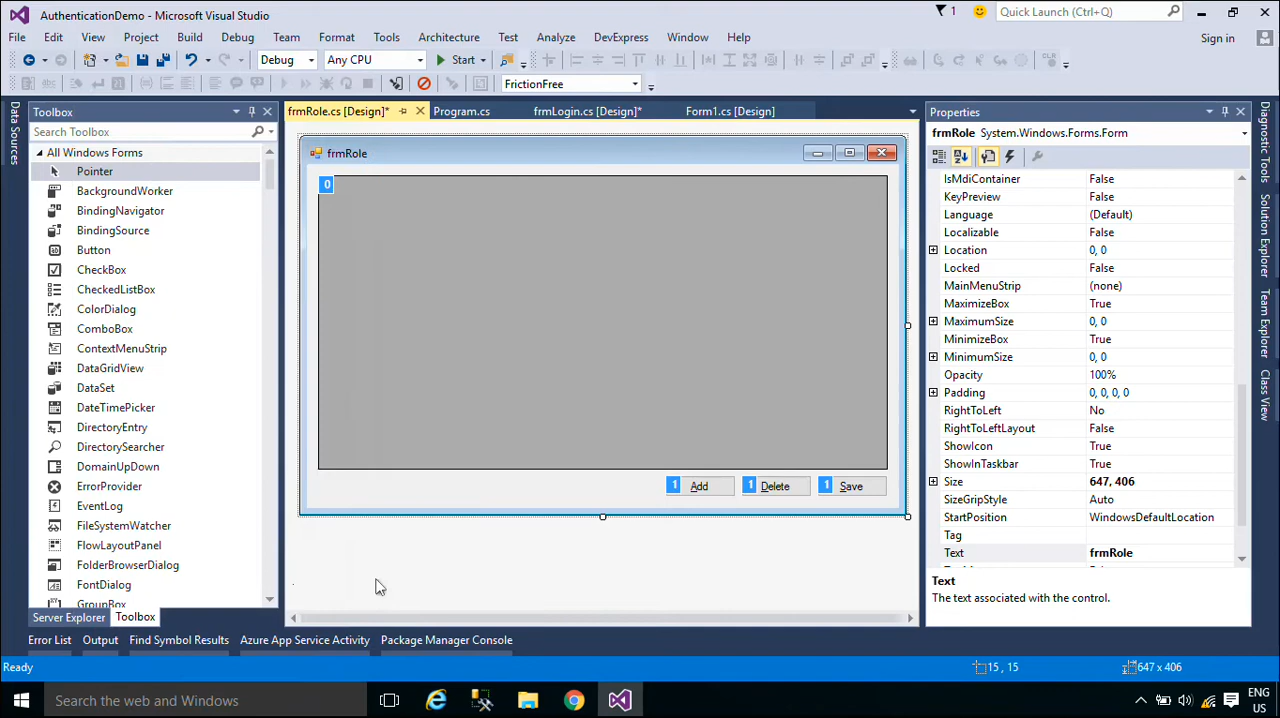 AuthenticationDemo - Microsoft Visual Studio
1
Quick Launch (Ctrl+Q)
File Edit View Project Build Debug Team Format Tools Architecture Test Analyze DevExpress Window Help
Sign in
Debug Any CPU Start
FrictionFree
Data Sources
Toolbox
Search Toolbox
All Windows Forms
Pointer
BackgroundWorker
BindingNavigator
BindingSource
Button
CheckBox
CheckedListBox
ColorDialog
ComboBox
ContextMenuStrip
DataGridView
DataSet
DateTimePicker
DirectoryEntry
DirectorySearcher
DomainUpDown
ErrorProvider
EventLog
FileSystemWatcher
FlowLayoutPanel
FolderBrowserDialog
FontDialog
GroupBox
Server Explorer Toolbox
frmRole.cs [Design]* Program.cs frmLogin.cs [Design]* Form1.cs [Design]
frmRole
0
1 Add 1 Delete 1 Save
Properties
frmRole System.Windows.Forms.Form
IsMdiContainer False
KeyPreview False
Language (Default)
Localizable False
Location 0, 0
Locked False
MainMenuStrip (none)
MaximizeBox True
MaximumSize 0, 0
MinimizeBox True
MinimumSize 0, 0
Opacity 100%
Padding 0, 0, 0, 0
RightToLeft No
RightToLeftLayout False
ShowIcon True
ShowInTaskbar True
Size 647, 406
SizeGripStyle Auto
StartPosition WindowsDefaultLocation
Tag
Text frmRole
Text
The text associated with the control.
Diagnostic Tools
Solution Explorer
Team Explorer
Class View
Error List Output Find Symbol Results Azure App Service Activity Package Manager Console
Ready 15 , 15 647 x 406
Search the web and Windows
ENG
US